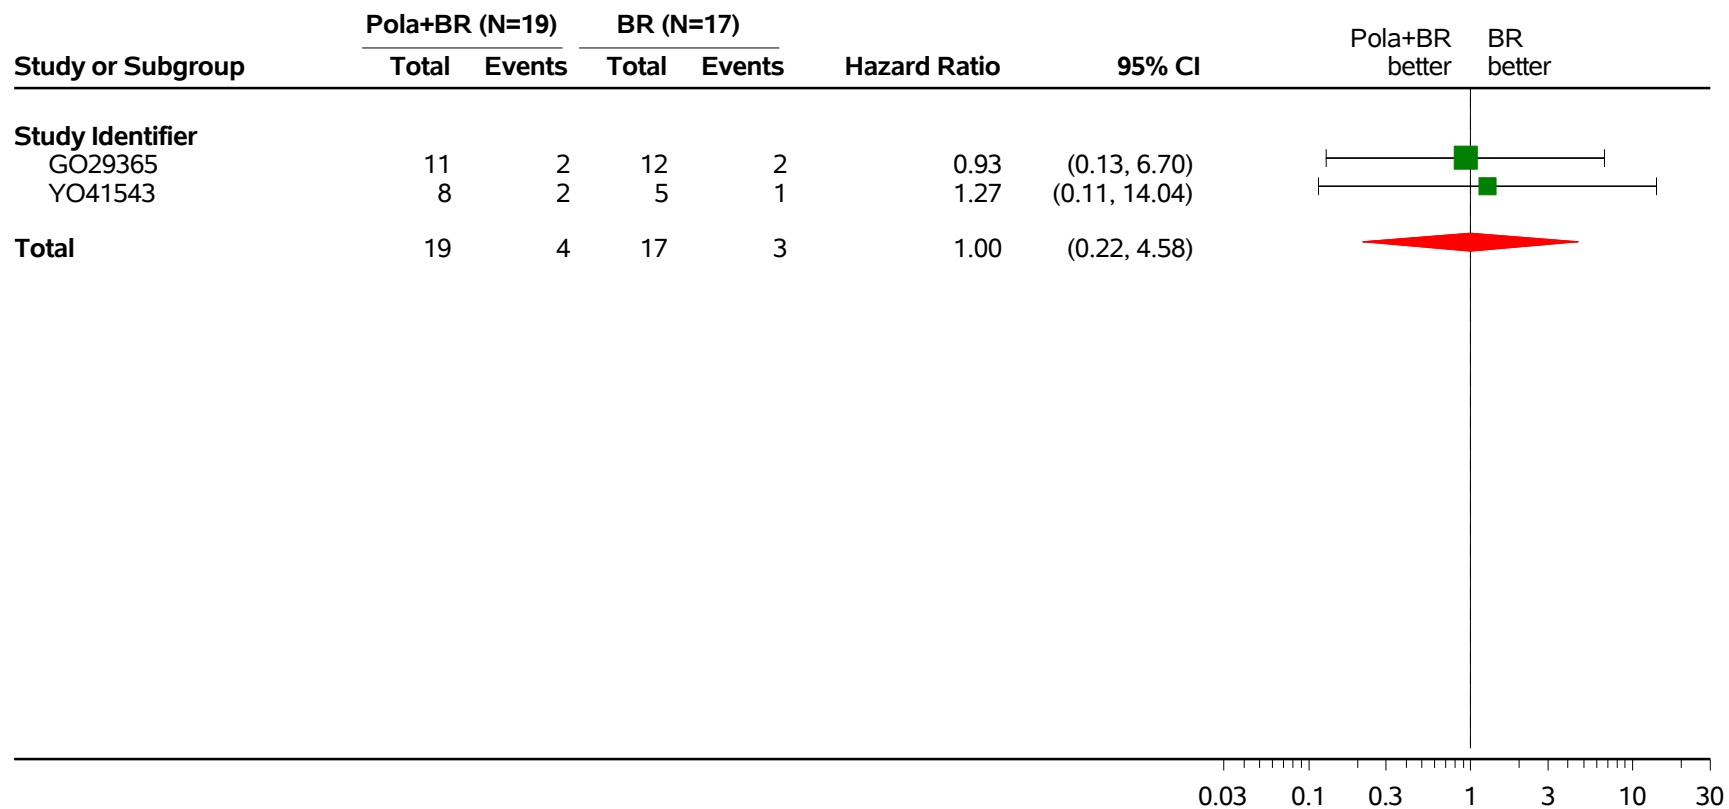 Pola+BR (N=19) BR (N=17) Pola+BR BR
Study or Subgroup Total Events Total Events Hazard Ratio 95% CI better better
Study Identifier
GO29365 11 2 12 2 0.93 (0.13, 6.70)
YO41543 8 2 5 1 1.27 (0.11, 14.04)
Total 19 4 17 3 1.00 (0.22, 4.58)
0.03 0.1 0.3 1 3 10 30